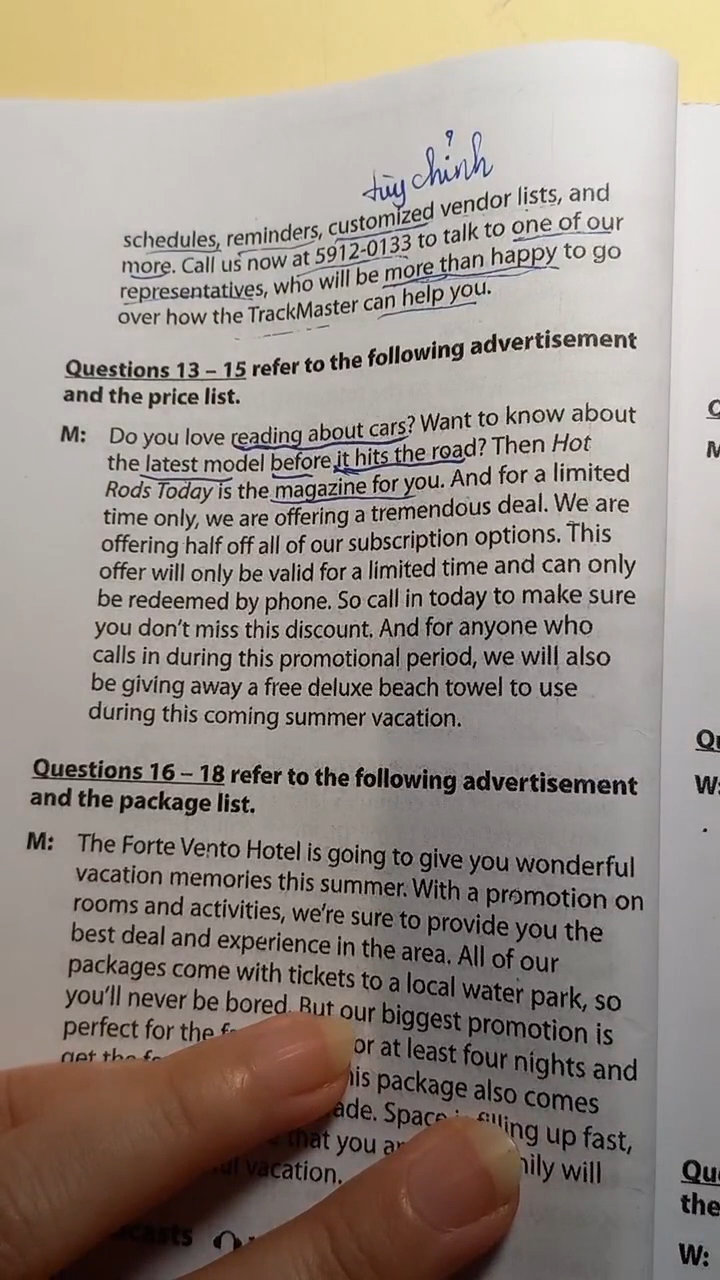 tùy chỉnh
schedules, reminders, customized vendor lists, and
more. Call us now at 5912-0133 to talk to one of our
representatives, who will be more than happy to go
over how the TrackMaster can help you.
Questions 13 – 15 refer to the following advertisement
and the price list.
M: Do you love reading about cars? Want to know about
the latest model before it hits the road? Then Hot
Rods Today is the magazine for you. And for a limited
time only, we are offering a tremendous deal. We are
offering half off all of our subscription options. This
offer will only be valid for a limited time and can only
be redeemed by phone. So call in today to make sure
you don't miss this discount. And for anyone who
calls in during this promotional period, we will also
be giving away a free deluxe beach towel to use
during this coming summer vacation.
Questions 16 – 18 refer to the following advertisement
and the package list.
M: The Forte Vento Hotel is going to give you wonderful
vacation memories this summer. With a promotion on
rooms and activities, we're sure to provide you the
best deal and experience in the area. All of our
packages come with tickets to a local water park, so
you'll never be bored. But our biggest promotion is
perfect for the or at least four nights and
get the package also comes
Space filling up fast,
that you will
vacation.
W:
the
W: